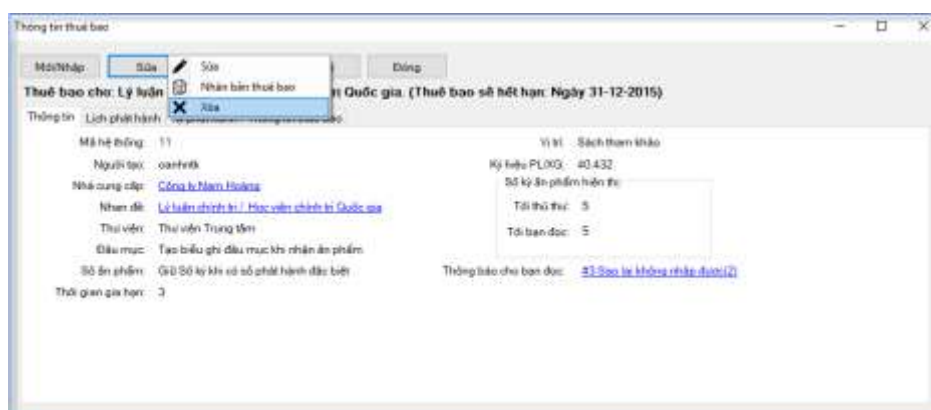 Thông tin thuê bao
Mới/Nhập Sửa Đóng
Sửa
Nhân bản thuê bao
Xóa
Thuê bao cho: Lý luận Quốc gia. (Thuê bao sẽ hết hạn: Ngày 31-12-2015)
Thông tin Lịch phát hành
Mã hệ thống: 11
Người tạo: oanhntk
Nhà cung cấp: Công ty Nam Hoàng
Nhan đề: Lý luận chính trị / Học viện chính trị Quốc gia
Thư viện: Thư viện Trung tâm
Đầu mục: Tạo biểu ghi đầu mục khi nhận ấn phẩm
Số ấn phẩm: Giữ Số kỳ khi có số phát hành đặc biệt
Thời gian gia hạn: 3
Vị trí: Sách tham khảo
Ký hiệu PL/XG: 40.432
Số kỳ ấn phẩm hiện thị
Tới thủ thư: 5
Tới bạn đọc: 5
Thông báo cho bạn đọc: #3 Sao lại không nhập được(2)